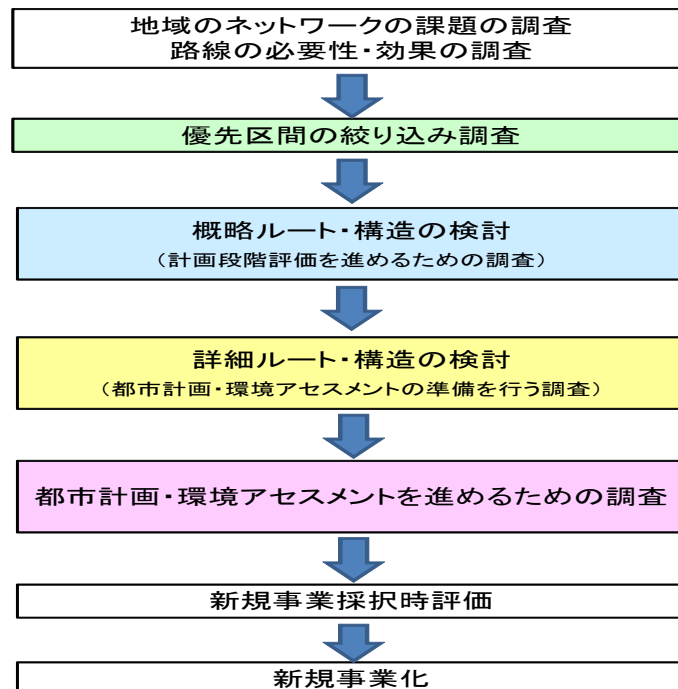 地域のネットワークの課題の調査
路線の必要性・効果の調査
優先区間の絞り込み調査
概略ルート・構造の検討
（計画段階評価を進めるための調査）
詳細ルート・構造の検討
（都市計画・環境アセスメントの準備を行う調査）
都市計画・環境アセスメントを進めるための調査
新規事業採択時評価
新規事業化